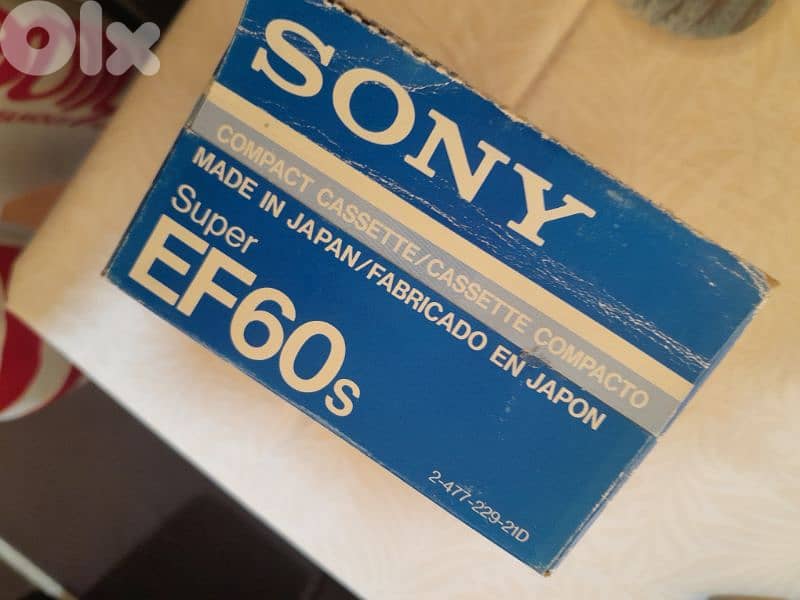 OLX
SONY
COMPACT CASSETTE/CASSETTE COMPACTO
MADE IN JAPAN/FABRICADO EN JAPON
Super
EF60s
2-477-229-21D